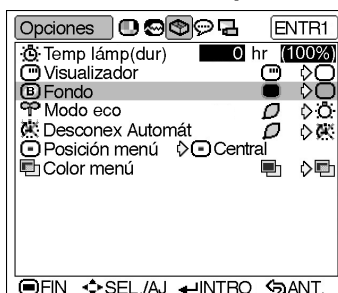 Opciones ENTR1
Temp lámp(dur) 0 hr (100%)
Visualizador
B Fondo
Modo eco
Desconex Automát
Posición menú Central
Color menú
FIN SEL./AJ INTRO ANT.